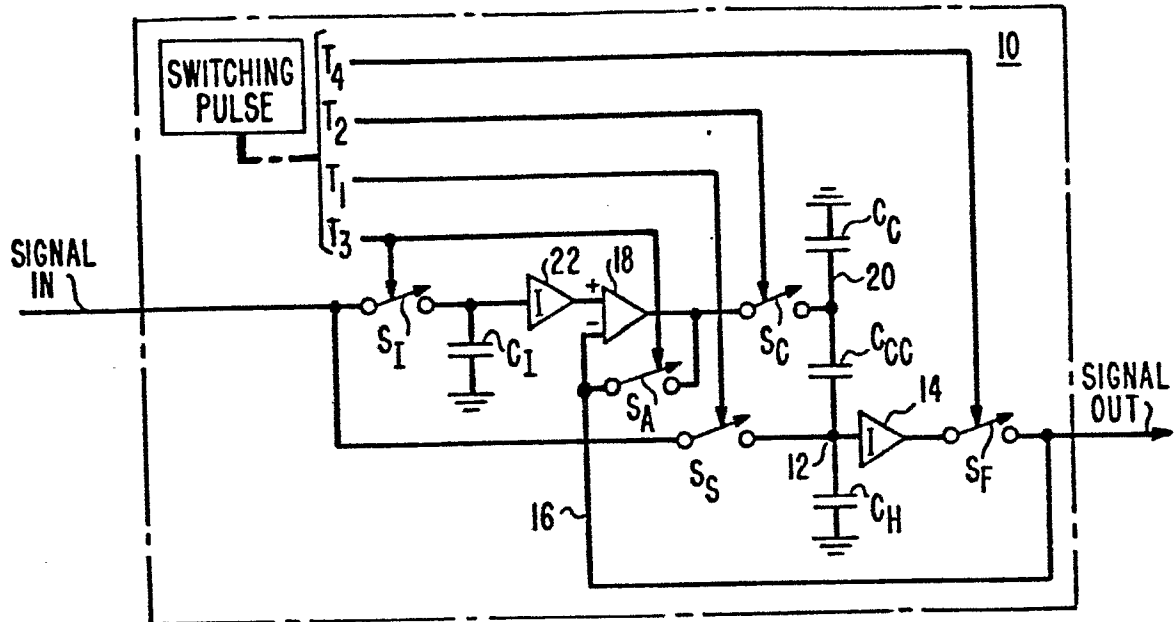 10
SWITCHING
PULSE
T4
T2
T1
T3
SIGNAL
IN
SI
CI
I
22
+
-
18
SA
SC
CC
20
CCC
SS
12
I
14
SF
CH
16
SIGNAL
OUT